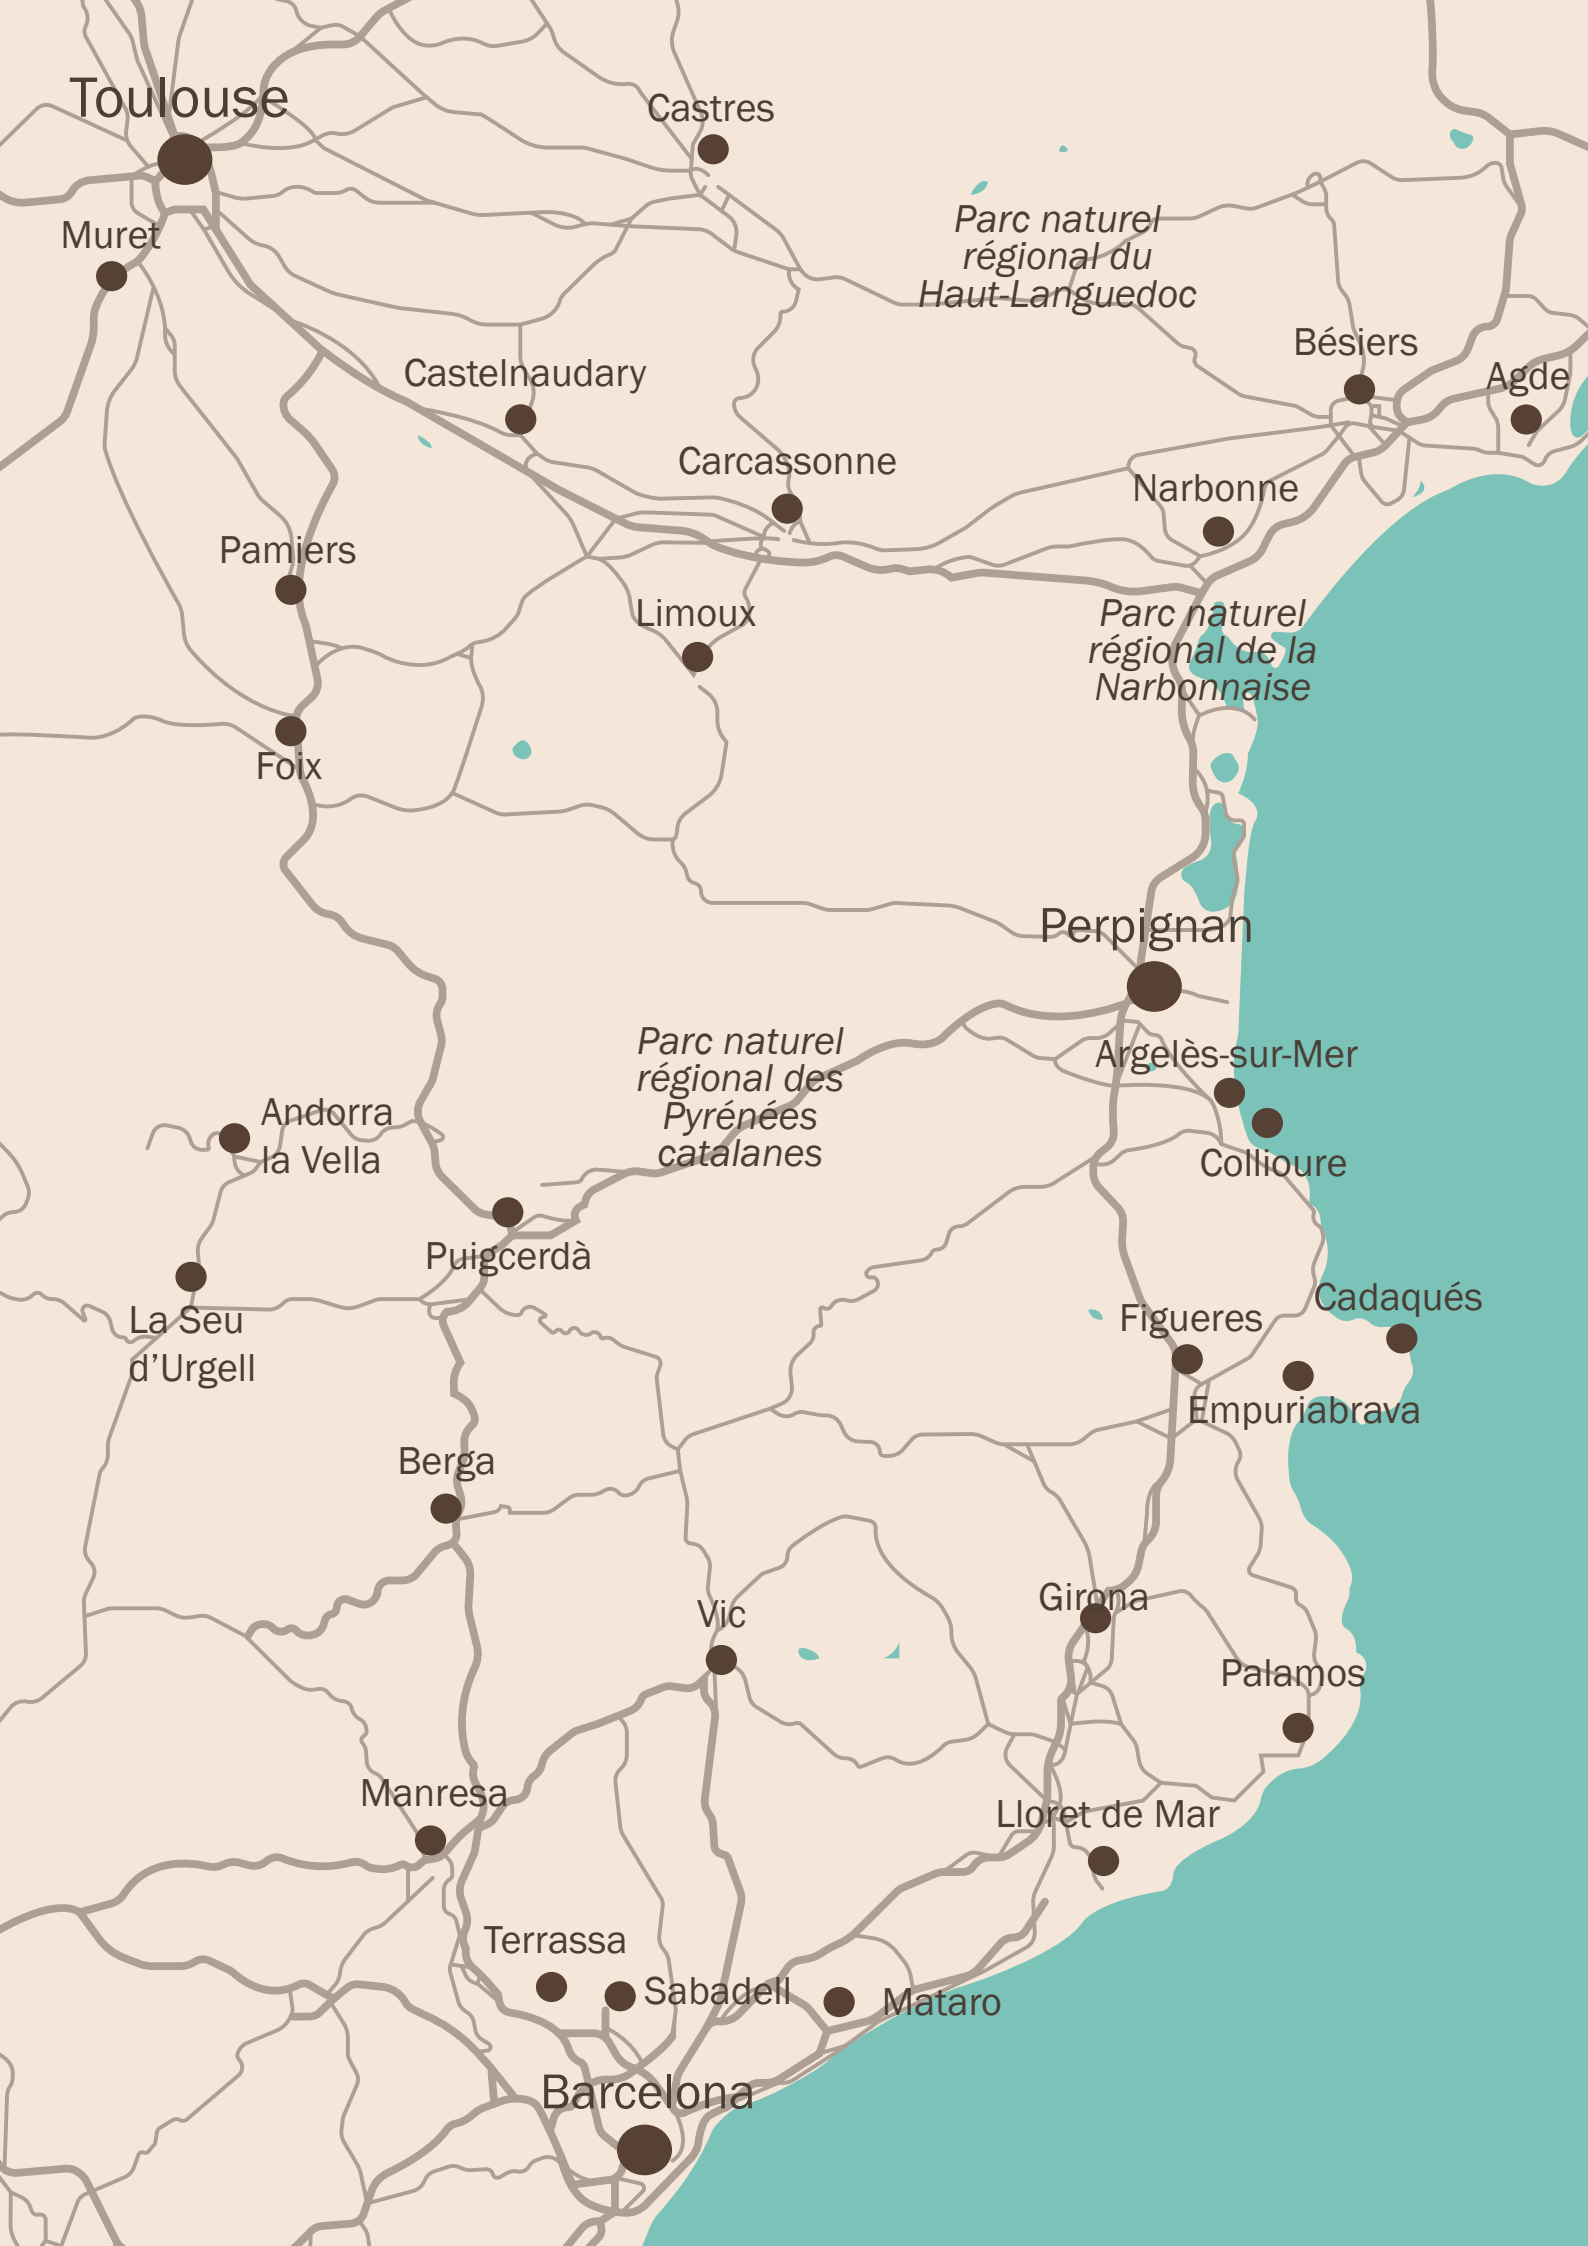 Toulouse
Castres
Muret
Parc naturel
régional du
Haut-Languedoc
Bésiers
Agde
Castelnaudary
Carcassonne
Narbonne
Pamiers
Limoux
Parc naturel
régional de la
Narbonnaise
Foix
Perpignan
Parc naturel
régional des
Pyrénées
catalanes
Argelès-sur-Mer
Collioure
Andorra
la Vella
Puigcerdà
La Seu
d’Urgell
Cadaqués
Figueres
Empuriabrava
Berga
Girona
Vic
Palamos
Manresa
Lloret de Mar
Terrassa
Sabadell
Mataro
Barcelona